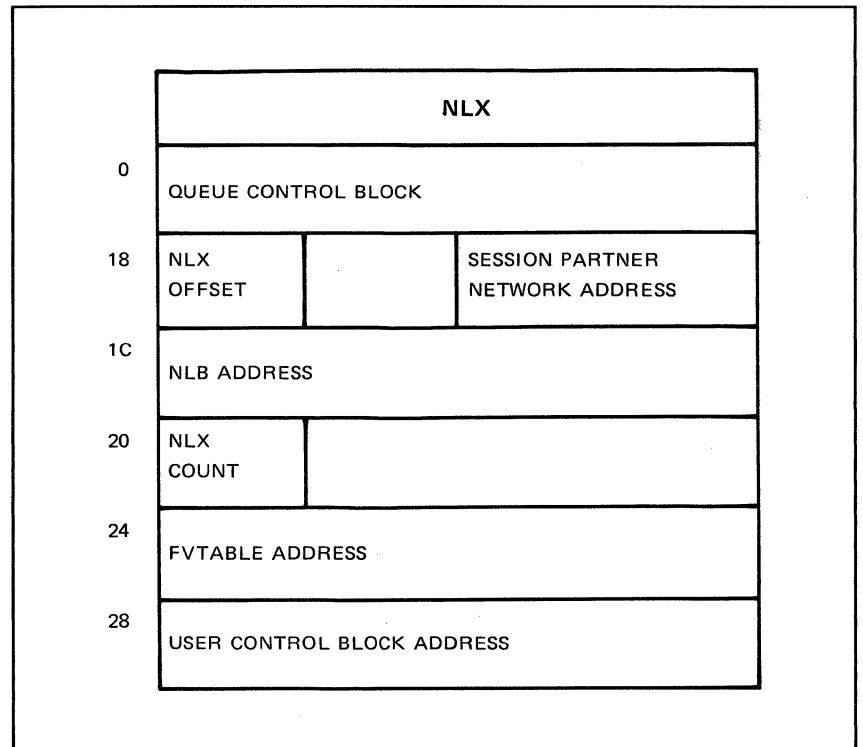 NLX
0
QUEUE CONTROL BLOCK
18
NLX
OFFSET
SESSION PARTNER
NETWORK ADDRESS
1C
NLB ADDRESS
20
NLX
COUNT
24
FVTABLE ADDRESS
28
USER CONTROL BLOCK ADDRESS